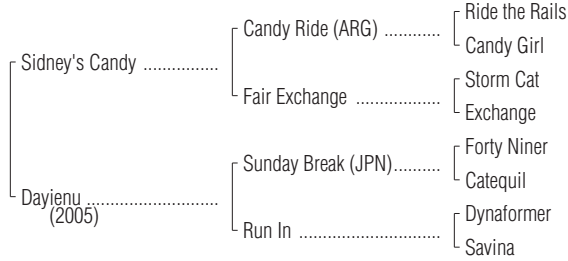 Ride the Rails
Candy Ride (ARG) ............
Candy Girl
Sidney's Candy ................
Storm Cat
Fair Exchange ..................
Exchange
Forty Niner
Sunday Break (JPN)..........
Catequil
Dayienu ............................
(2005)
Dynaformer
Run In ..............................
Savina